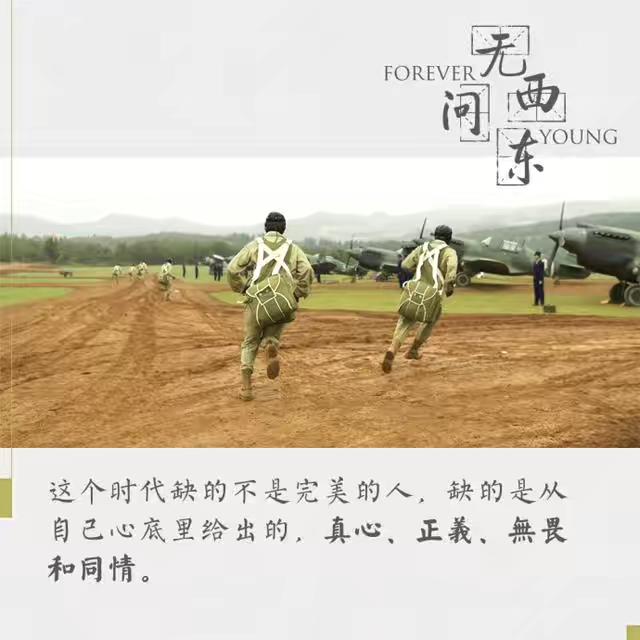 FOREVER
无问西东
YOUNG
这个时代缺的不是完美的人，缺的是从
自己心底里给出的，真心、正義、無畏
和同情。